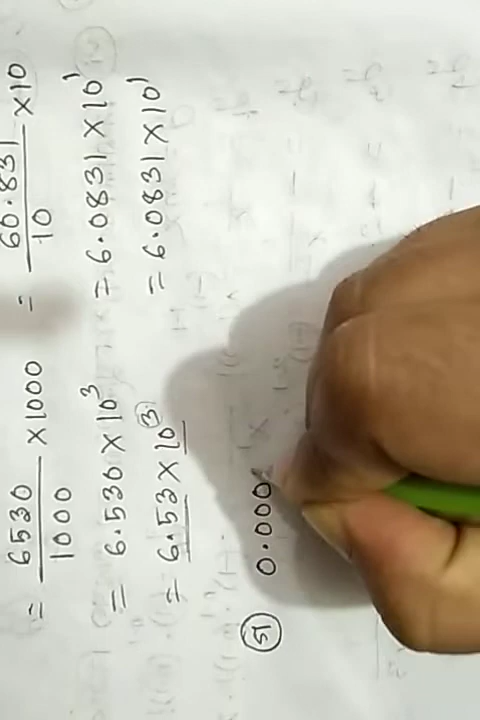 = 6530/1000 × 1000
= 6.530 × 10³
= 6.53 × 10³
= 60.831/10 × 10
= 6.0831 × 10¹
= 6.0831 × 10¹
5) 0.000